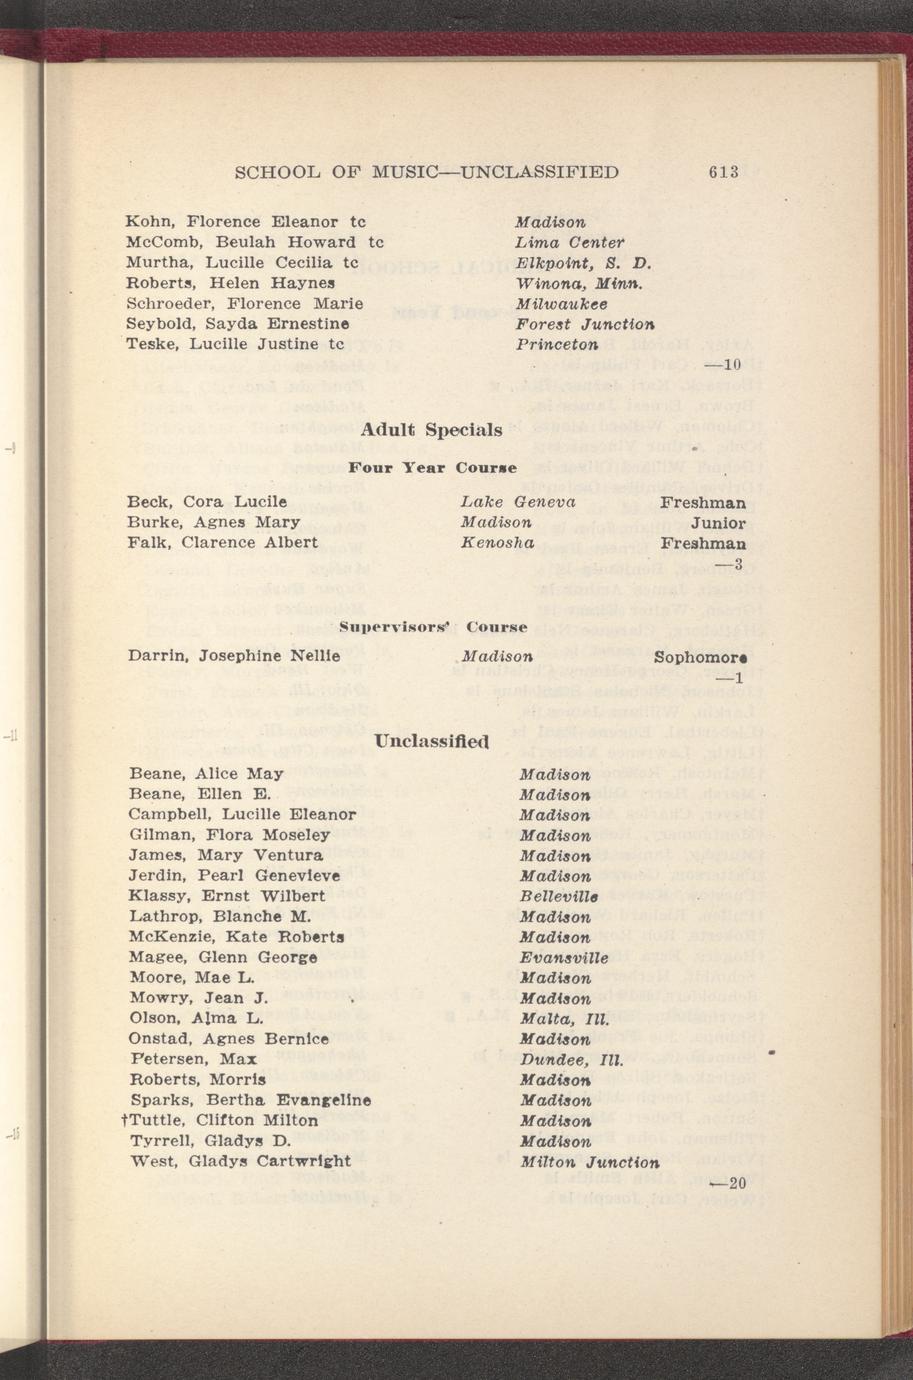 SCHOOL OF MUSIC—UNCLASSIFIED 613
Kohn, Florence Eleanor tc Madison
McComb, Beulah Howard tc Lima Center
Murtha, Lucille Cecilia tc Elkpoint, S. D.
Roberts, Helen Haynes Winona, Minn.
Schroeder, Florence Marie Milwaukee
Seybold, Sayda Ernestine Forest Junction
Teske, Lucille Justine tc Princeton
—10
Adult Specials
Four Year Course
Beck, Cora Lucile Lake Geneva Freshman
Burke, Agnes Mary Madison Junior
Falk, Clarence Albert Kenosha Freshman
—3
Supervisors' Course
Darrin, Josephine Nellie Madison Sophomore
—1
Unclassified
Beane, Alice May Madison
Beane, Ellen E. Madison
Campbell, Lucille Eleanor Madison
Gilman, Flora Moseley Madison
James, Mary Ventura Madison
Jerdin, Pearl Genevieve Madison
Klassy, Ernst Wilbert Belleville
Lathrop, Blanche M. Madison
McKenzie, Kate Roberts Madison
Magee, Glenn George Evansville
Moore, Mae L. Madison
Mowry, Jean J. Madison
Olson, Alma L. Malta, Ill.
Onstad, Agnes Bernice Madison
Petersen, Max Dundee, Ill.
Roberts, Morris Madison
Sparks, Bertha Evangeline Madison
†Tuttle, Clifton Milton Madison
Tyrrell, Gladys D. Madison
West, Gladys Cartwright Milton Junction
—20